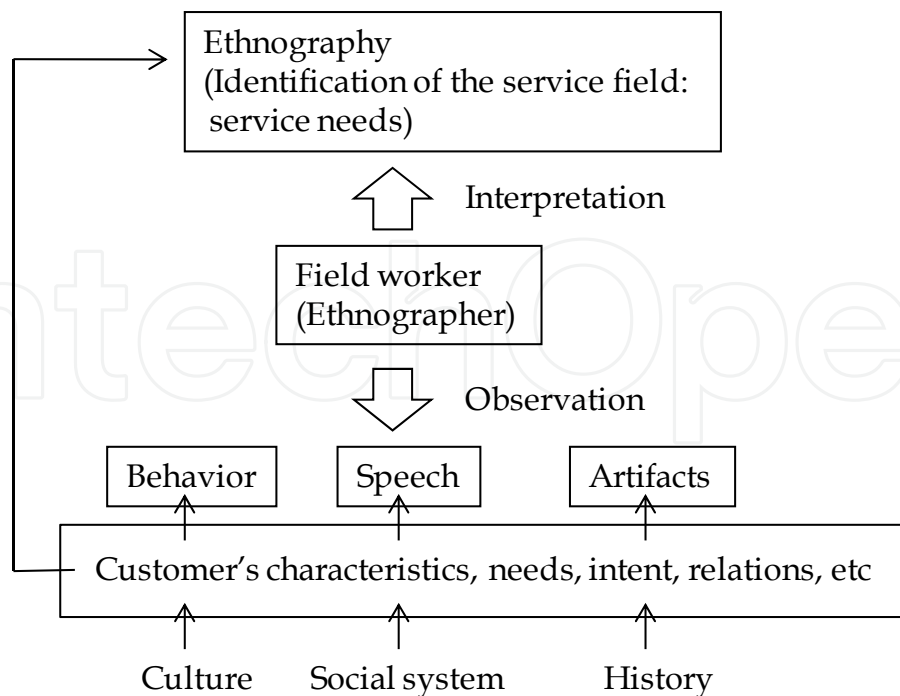 Ethnography
(Identification of the service field:
service needs)
Interpretation
Field worker
(Ethnographer)
Observation
Behavior Speech Artifacts
Customer's characteristics, needs, intent, relations, etc
Culture Social system History
ntechOpe